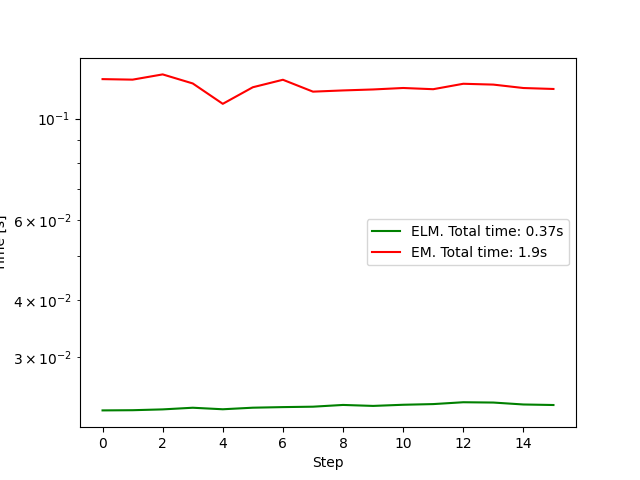 10⁻¹
6 × 10⁻²
4 × 10⁻²
3 × 10⁻²
Time [s]
ELM. Total time: 0.37s
EM. Total time: 1.9s
0 2 4 6 8 10 12 14
Step